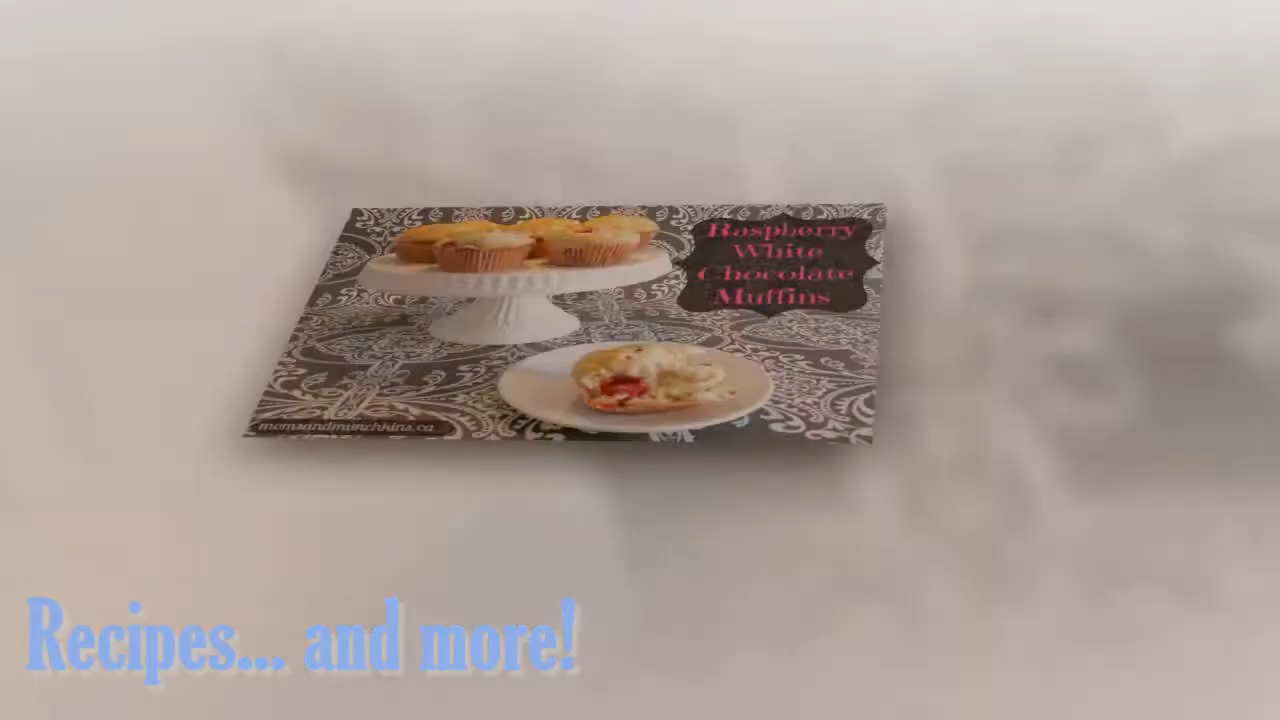 Raspberry
White
Chocolate
Muffins
momsandmunchkins.ca
Recipes... and more!